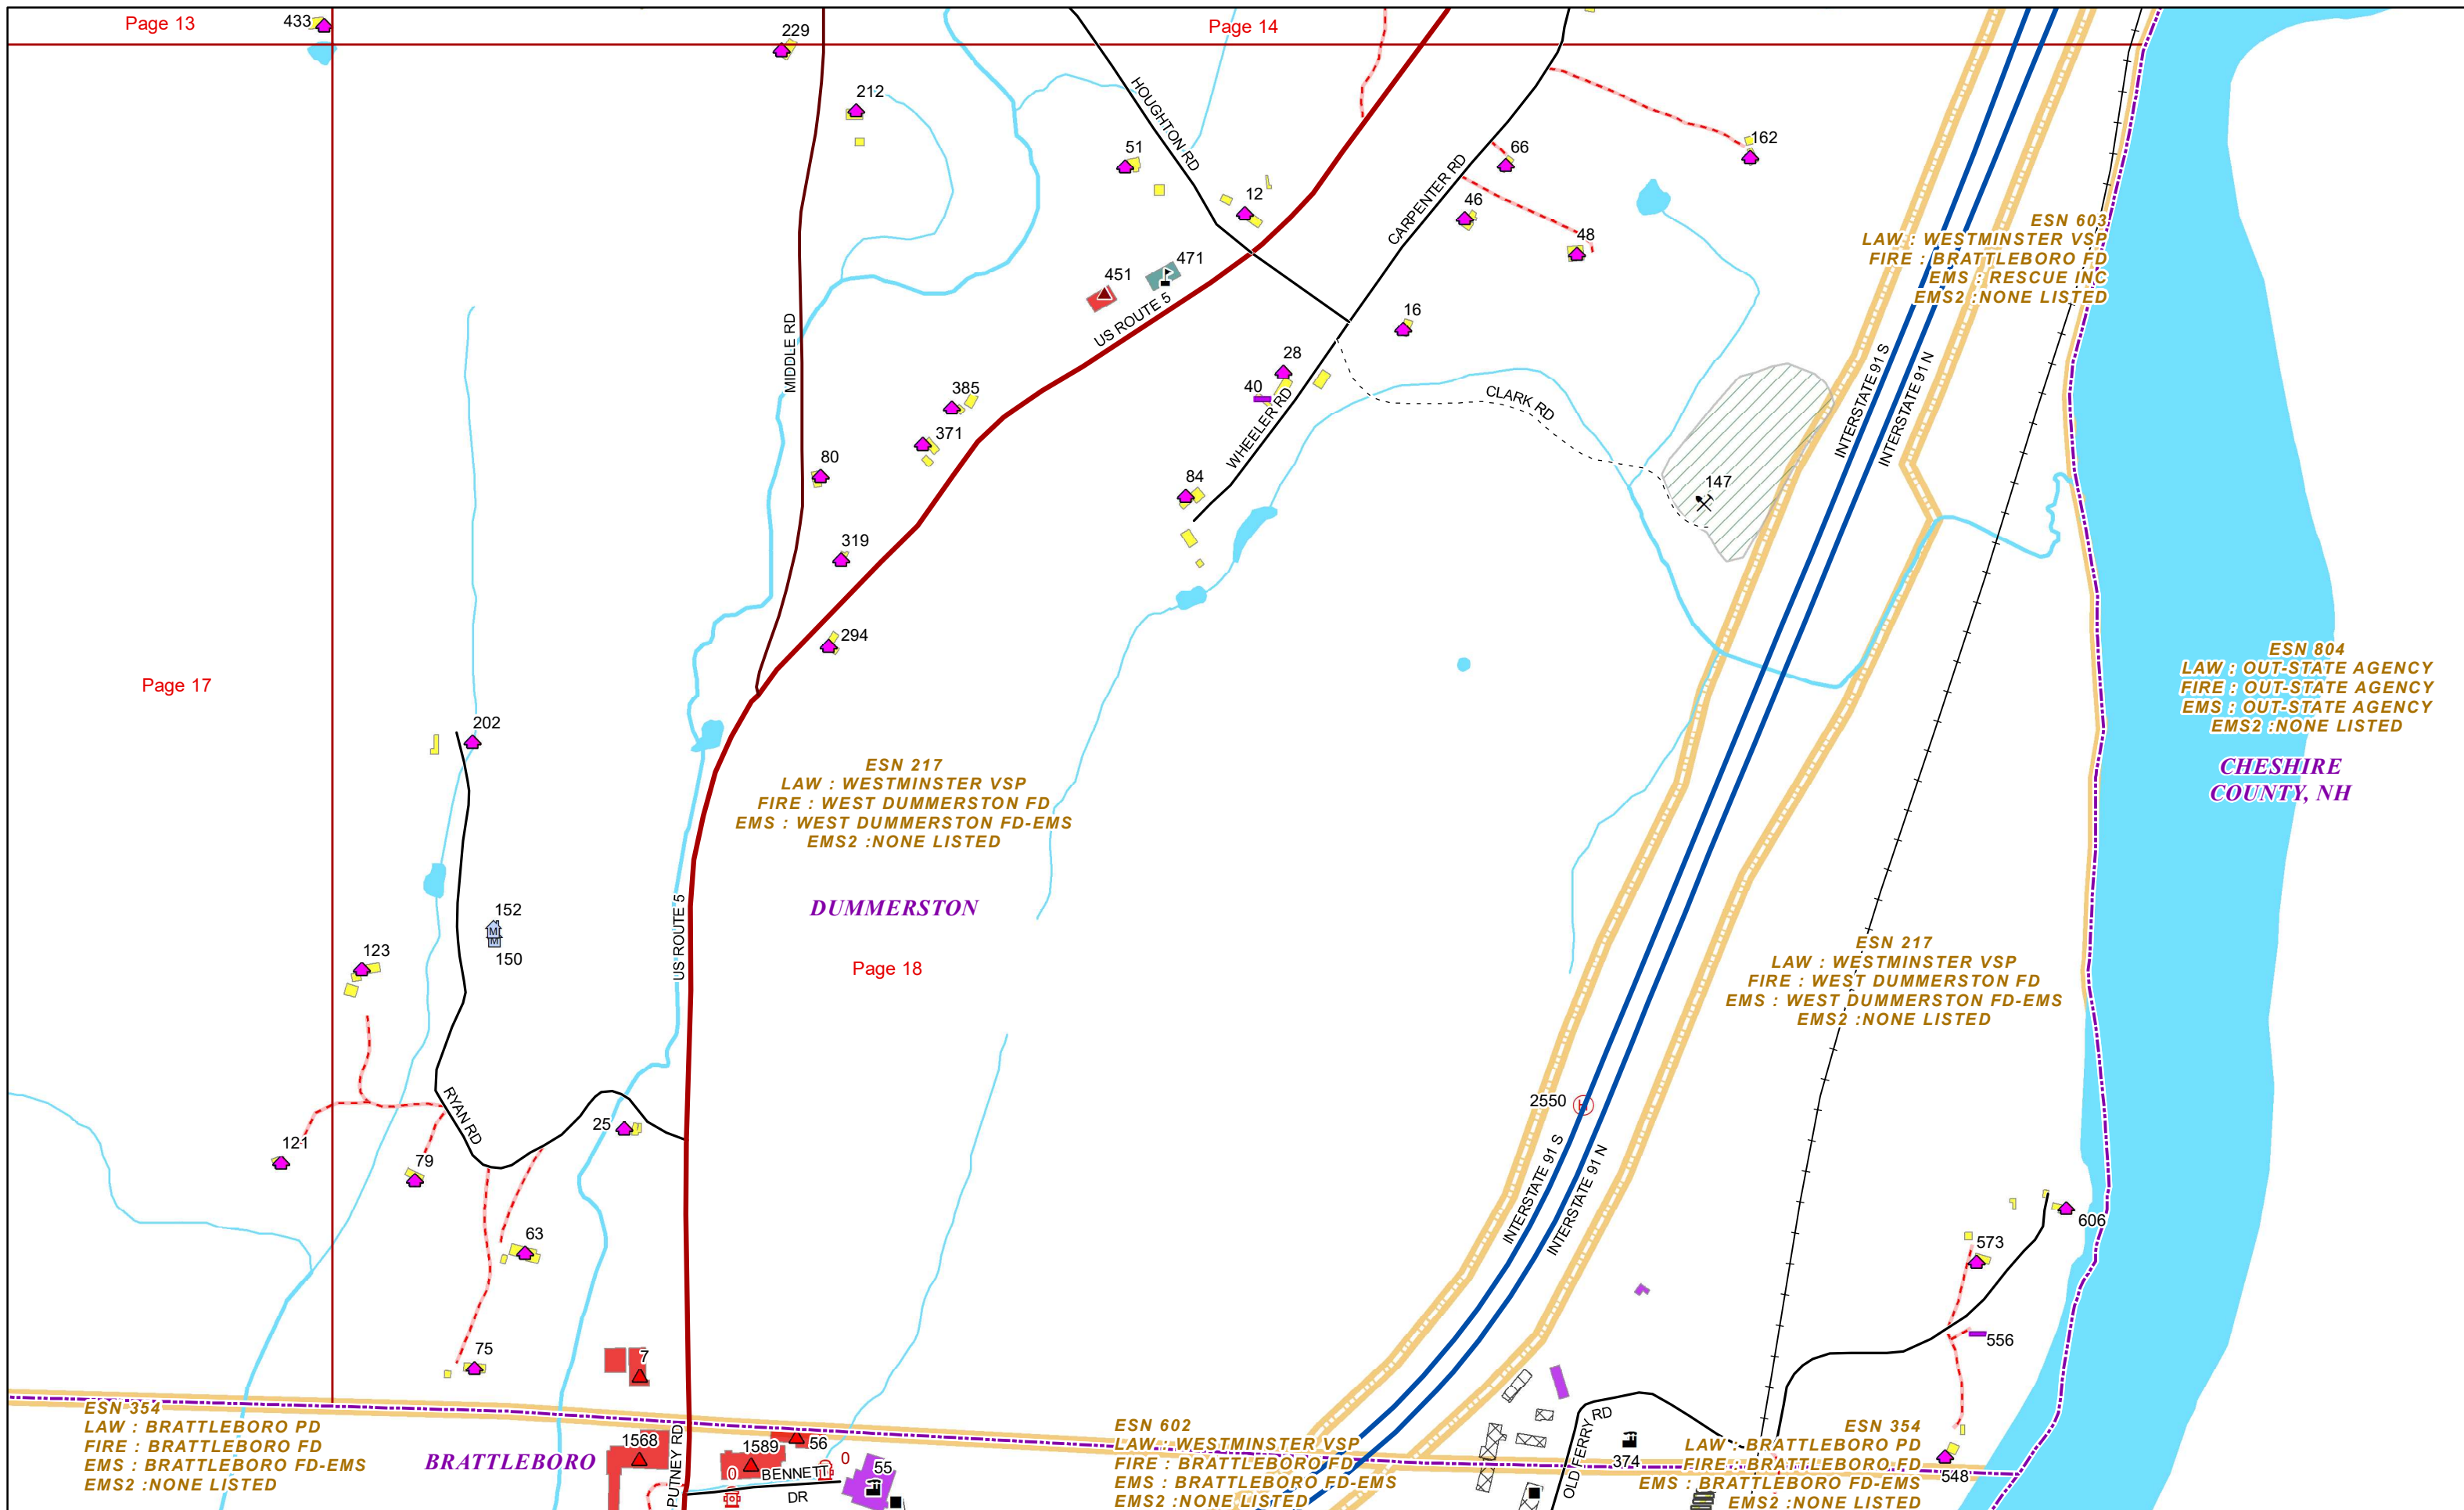 Page 13
433
229
Page 14
212
HOUGHTON RD
51
12
66
162
CARPENTER RD
46
48
471
451
US ROUTE 5
16
MIDDLE RD
28
40
385
371
WHEELER RD
CLARK RD
80
84
147
319
294
INTERSTATE 91 S
INTERSTATE 91 N
ESN 603
LAW : WESTMINSTER VSP
FIRE : BRATTLEBORO FD
EMS : RESCUE INC
EMS2 :NONE LISTED
ESN 804
LAW : OUT-STATE AGENCY
FIRE : OUT-STATE AGENCY
EMS : OUT-STATE AGENCY
EMS2 :NONE LISTED
CHESHIRE
COUNTY, NH
Page 17
202
ESN 217
LAW : WESTMINSTER VSP
FIRE : WEST DUMMERSTON FD
EMS : WEST DUMMERSTON FD-EMS
EMS2 :NONE LISTED
DUMMERSTON
Page 18
US ROUTE 5
152
M
M
150
123
ESN 217
LAW : WESTMINSTER VSP
FIRE : WEST DUMMERSTON FD
EMS : WEST DUMMERSTON FD-EMS
EMS2 :NONE LISTED
RYAN RD
25
121
79
63
75
7
2550
H
INTERSTATE 91 S
INTERSTATE 91 N
606
573
556
ESN 354
LAW : BRATTLEBORO PD
FIRE : BRATTLEBORO FD
EMS : BRATTLEBORO FD-EMS
EMS2 :NONE LISTED
BRATTLEBORO
1568
PUTNEY RD
1589
56
0
0
BENNETT
DR
55
ESN 602
LAW : WESTMINSTER VSP
FIRE : BRATTLEBORO FD
EMS : BRATTLEBORO FD-EMS
EMS2 :NONE LISTED
OLD FERRY RD
374
ESN 354
LAW : BRATTLEBORO PD
FIRE : BRATTLEBORO FD
EMS : BRATTLEBORO FD-EMS
EMS2 :NONE LISTED
548